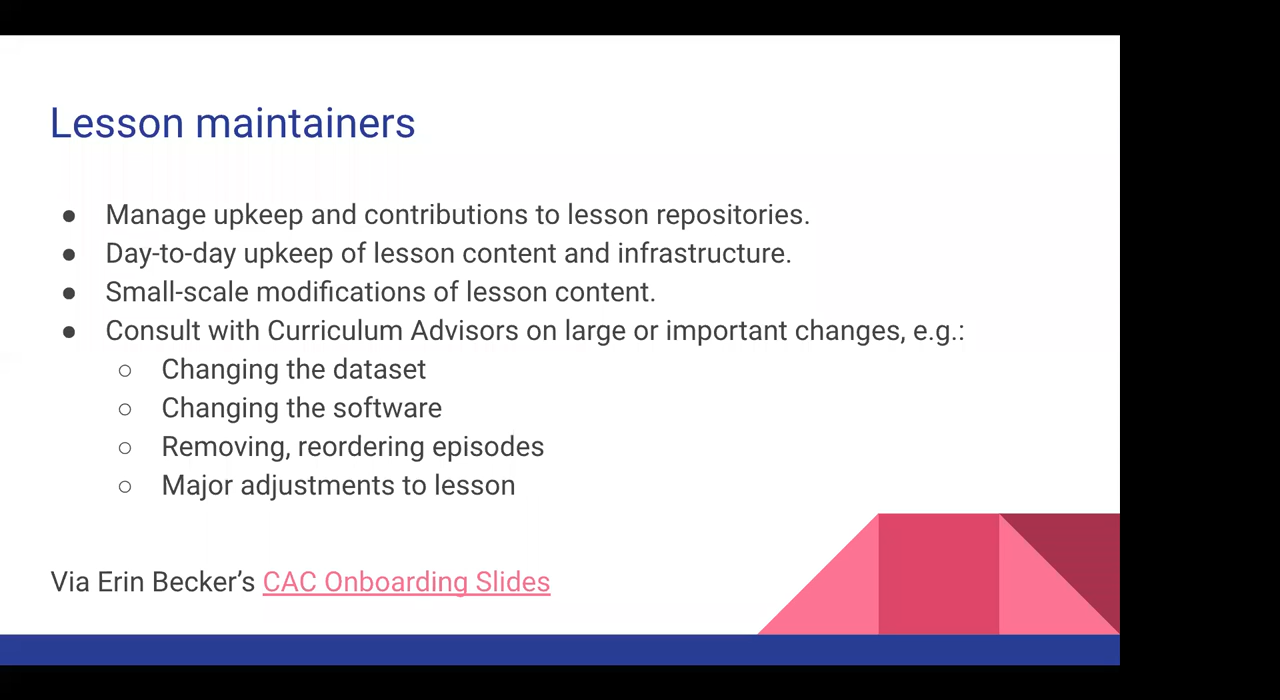 Lesson maintainers
● Manage upkeep and contributions to lesson repositories.
● Day-to-day upkeep of lesson content and infrastructure.
● Small-scale modifications of lesson content.
● Consult with Curriculum Advisors on large or important changes, e.g.:
○ Changing the dataset
○ Changing the software
○ Removing, reordering episodes
○ Major adjustments to lesson
Via Erin Becker’s CAC Onboarding Slides